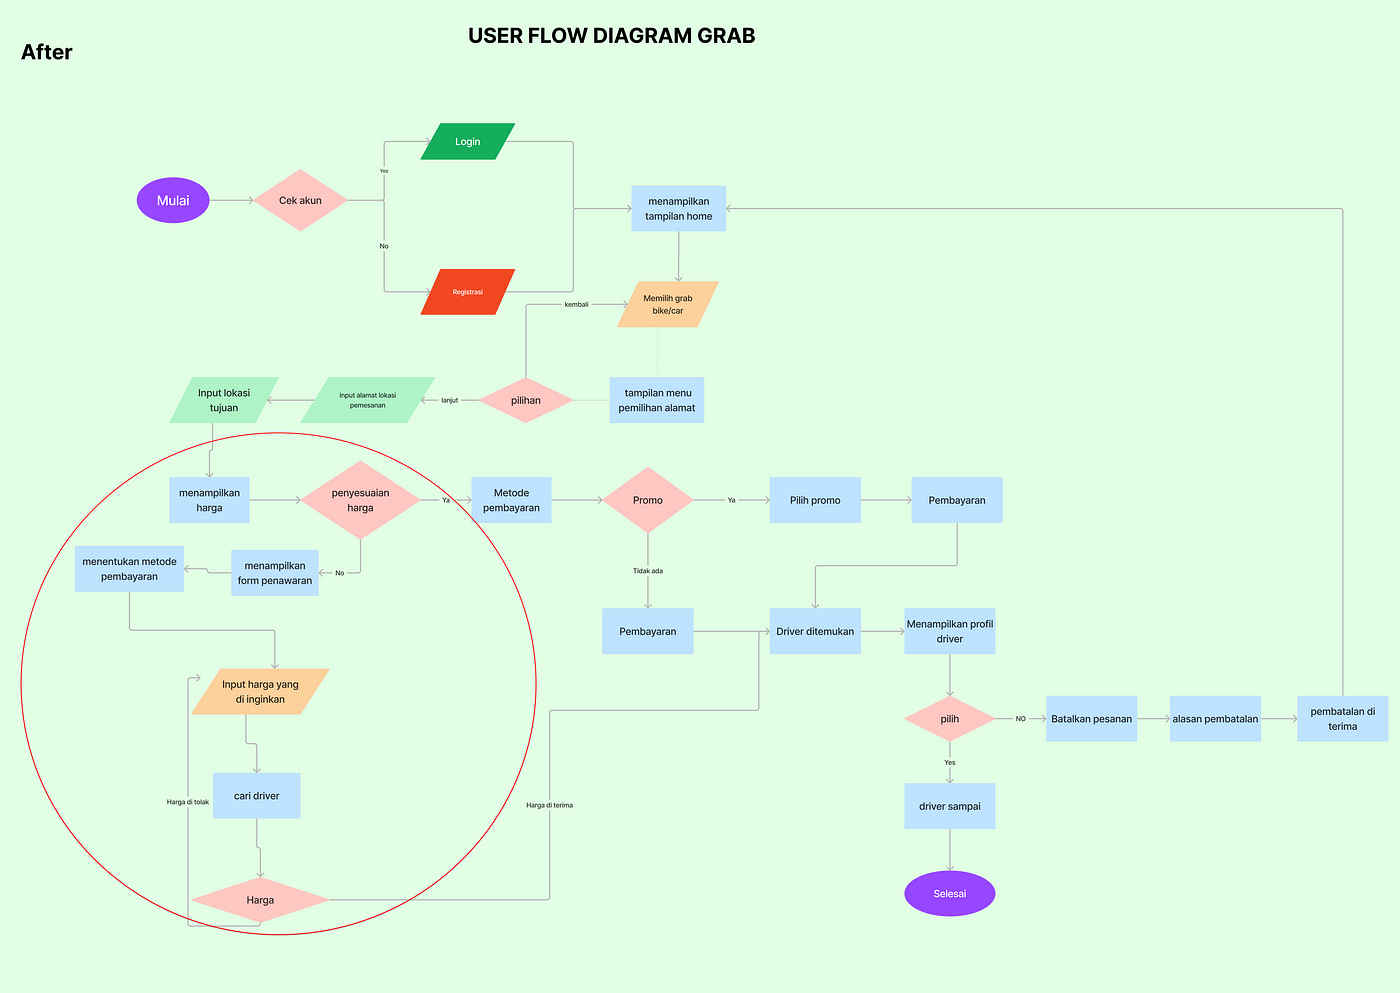 USER FLOW DIAGRAM GRAB
After
Login
Yes
Mulai
Cek akun
menampilkan
tampilan home
No
Registrasi
kembali
Memilih grab
bike/car
Input lokasi
tujuan
Input alamat lokasi
pemesanan
lanjut
pilihan
tampilan menu
pemilihan alamat
menampilkan
harga
penyesuaian
harga
Ya
Metode
pembayaran
Promo
Ya
Pilih promo
Pembayaran
menentukan metode
pembayaran
menampilkan
form penawaran
No
Tidak ada
Pembayaran
Driver ditemukan
Menampilkan profil
driver
Input harga yang
di inginkan
pilih
NO
Batalkan pesanan
alasan pembatalan
pembatalan di
terima
Yes
cari driver
Harga di tolak
Harga di terima
driver sampai
Harga
Selesai